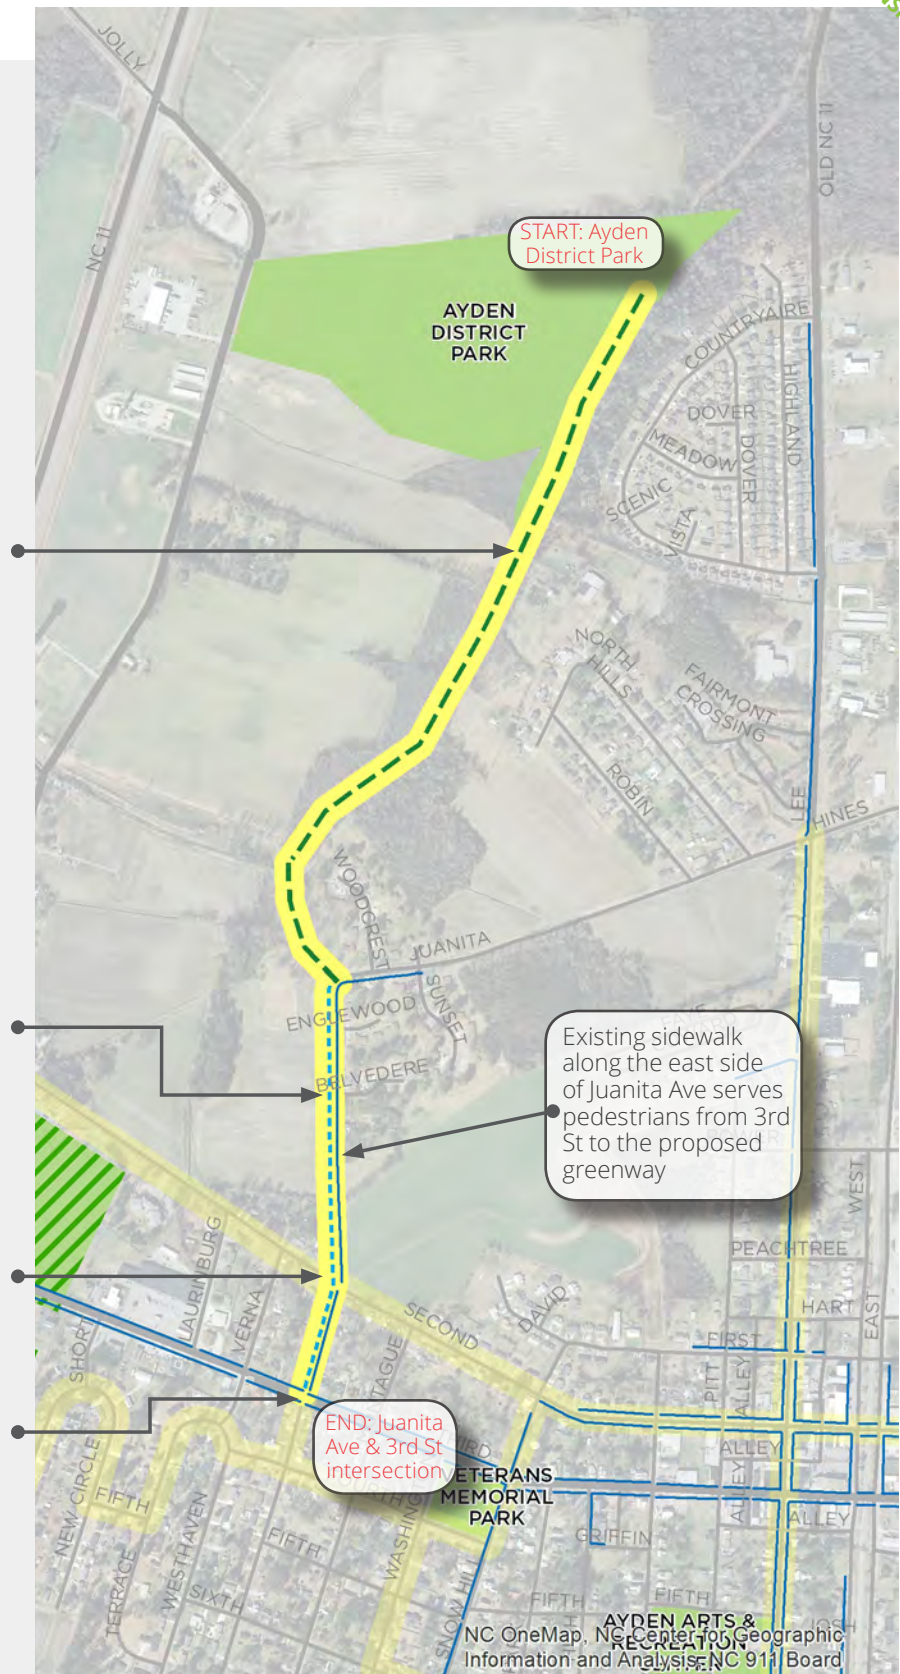 JOLLY
NC 11
OLD NC 11
START: Ayden
District Park
AYDEN
DISTRICT
PARK
COUNTRYAIRE
HIGHLAND
DOVER
MEADOW
DOVER
SCENIC
VISTA
NORTH
HILLS
FAIRMONT
CROSSING
ROBIN
LEE
HINES
WOODCREST
JUANITA
SUNSET
ENGLEWOOD
BELVEDERE
Existing sidewalk
along the east side
of Juanita Ave serves
pedestrians from 3rd
St to the proposed
greenway
WEST
PEACHTREE
LAURINBURG
VERNA
SHORT
SECOND
DAVID
HART
EAST
FIRST
PITT
ALLEY
END: Juanita
Ave & 3rd St
intersection
VETERANS
MEMORIAL
PARK
ALLEY
ALLEY
ALLEY
NEW CIRCLE
FIFTH
TERRACE
WESTHAVEN
FIFTH
SIXTH
SNOW HILL
GRIFFIN
FIFTH
FIFTH
AYDEN ARTS &
RECREATION
NC OneMap, NC Center for Geographic
Information and Analysis, NC 911 Board